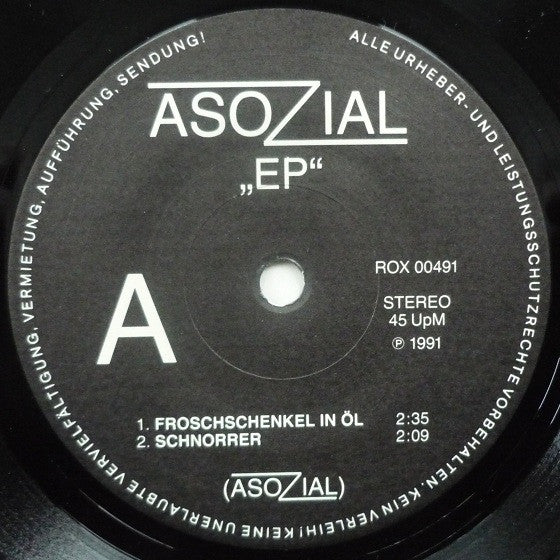 ASOZIAL
„EP“
A
ROX 00491
STEREO
45 UpM
℗ 1991
1. FROSCHSCHENKEL IN ÖL 2:35
2. SCHNORRER 2:09
(ASOZIAL)
ALLE URHEBER- UND LEISTUNGSSCHUTZRECHTE VORBEHALTEN. KEIN VERLEIH! KEINE UNERLAUBTE VERVIELFÄLTIGUNG, VERMIETUNG, AUFFÜHRUNG, SENDUNG!